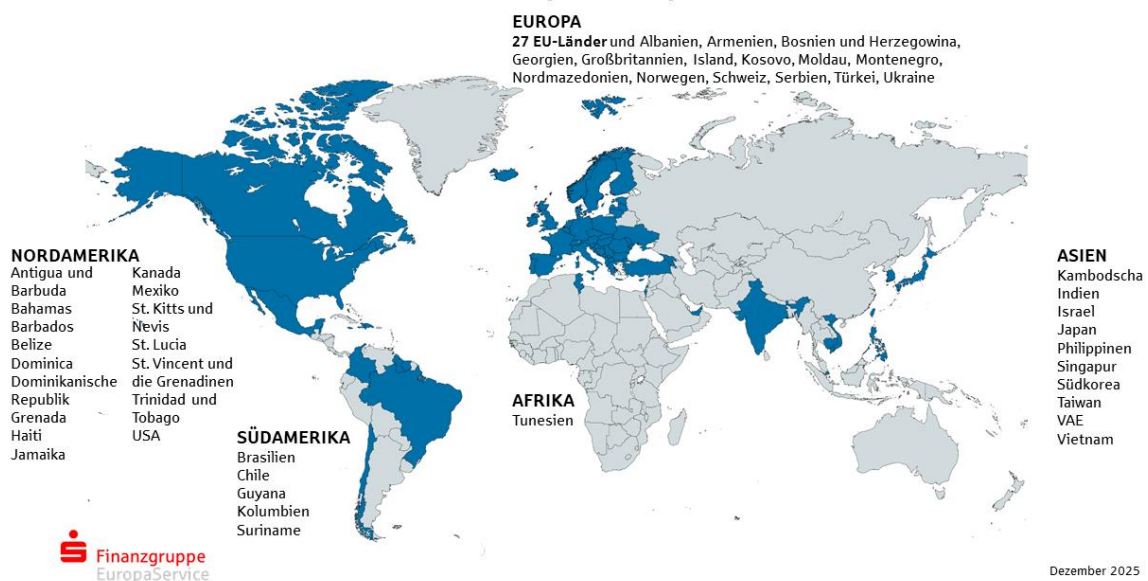 EUROPA
27 EU-Länder und Albanien, Armenien, Bosnien und Herzegowina,
Georgien, Großbritannien, Island, Kosovo, Moldau, Montenegro,
Nordmazedonien, Norwegen, Schweiz, Serbien, Türkei, Ukraine
NORDAMERIKA
Antigua und
Barbuda
Bahamas
Barbados
Belize
Dominica
Dominikanische
Republik
Grenada
Haiti
Jamaika
Kanada
Mexiko
St. Kitts und
Nevis
St. Lucia
St. Vincent und
die Grenadinen
Trinidad und
Tobago
USA
SÜDAMERIKA
Brasilien
Chile
Guyana
Kolumbien
Suriname
AFRIKA
Tunesien
ASIEN
Kambodscha
Indien
Israel
Japan
Philippinen
Singapur
Südkorea
Taiwan
VAE
Vietnam
Finanzgruppe
EuropaService
Dezember 2025